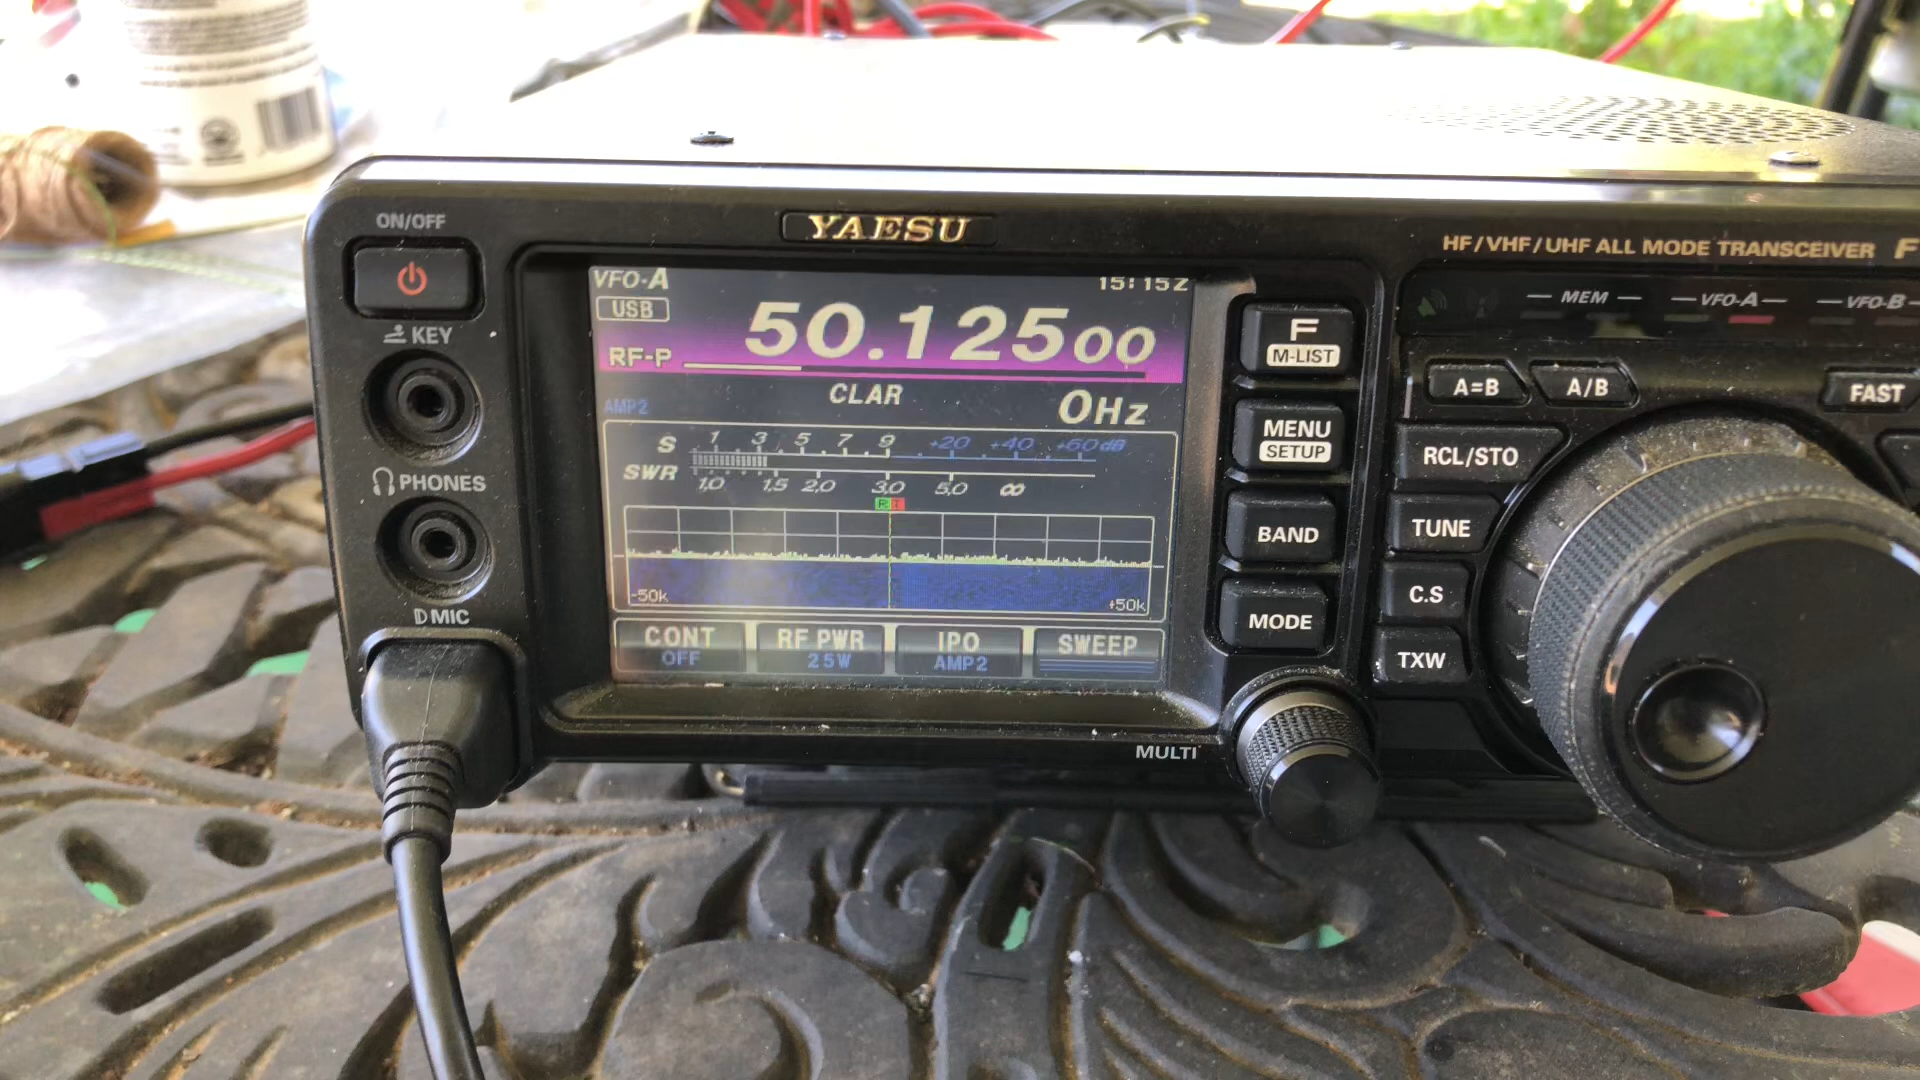 ON/OFF
YAESU
HF/VHF/UHF ALL MODE TRANSCEIVER F
KEY
PHONES
MIC
VFO-A
15:15Z
USB
50.12500
RF-P
CLAR
0Hz
AMP2
S 1 3 5 7 9 +20 +40 +60dB
SWR 1.0 1.5 2.0 3.0 5.0 ∞
-50k +50k
CONT RF PWR IPO SWEEP
OFF 25W AMP2
MULTI
F
M-LIST
MENU
SETUP
BAND
MODE
MEM VFO-A VFO-B
A=B A/B FAST
RCL/STO
TUNE
C.S
TXW